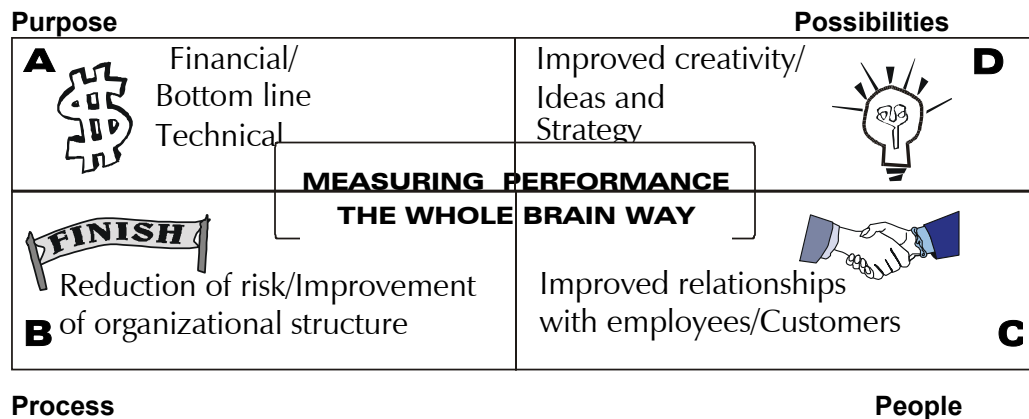 Purpose
Possibilities
A
Financial/
Bottom line
Technical
Improved creativity/
Ideas and
Strategy
D
MEASURING PERFORMANCE
THE WHOLE BRAIN WAY
FINISH
Reduction of risk/Improvement
B of organizational structure
Improved relationships
with employees/Customers
C
Process
People